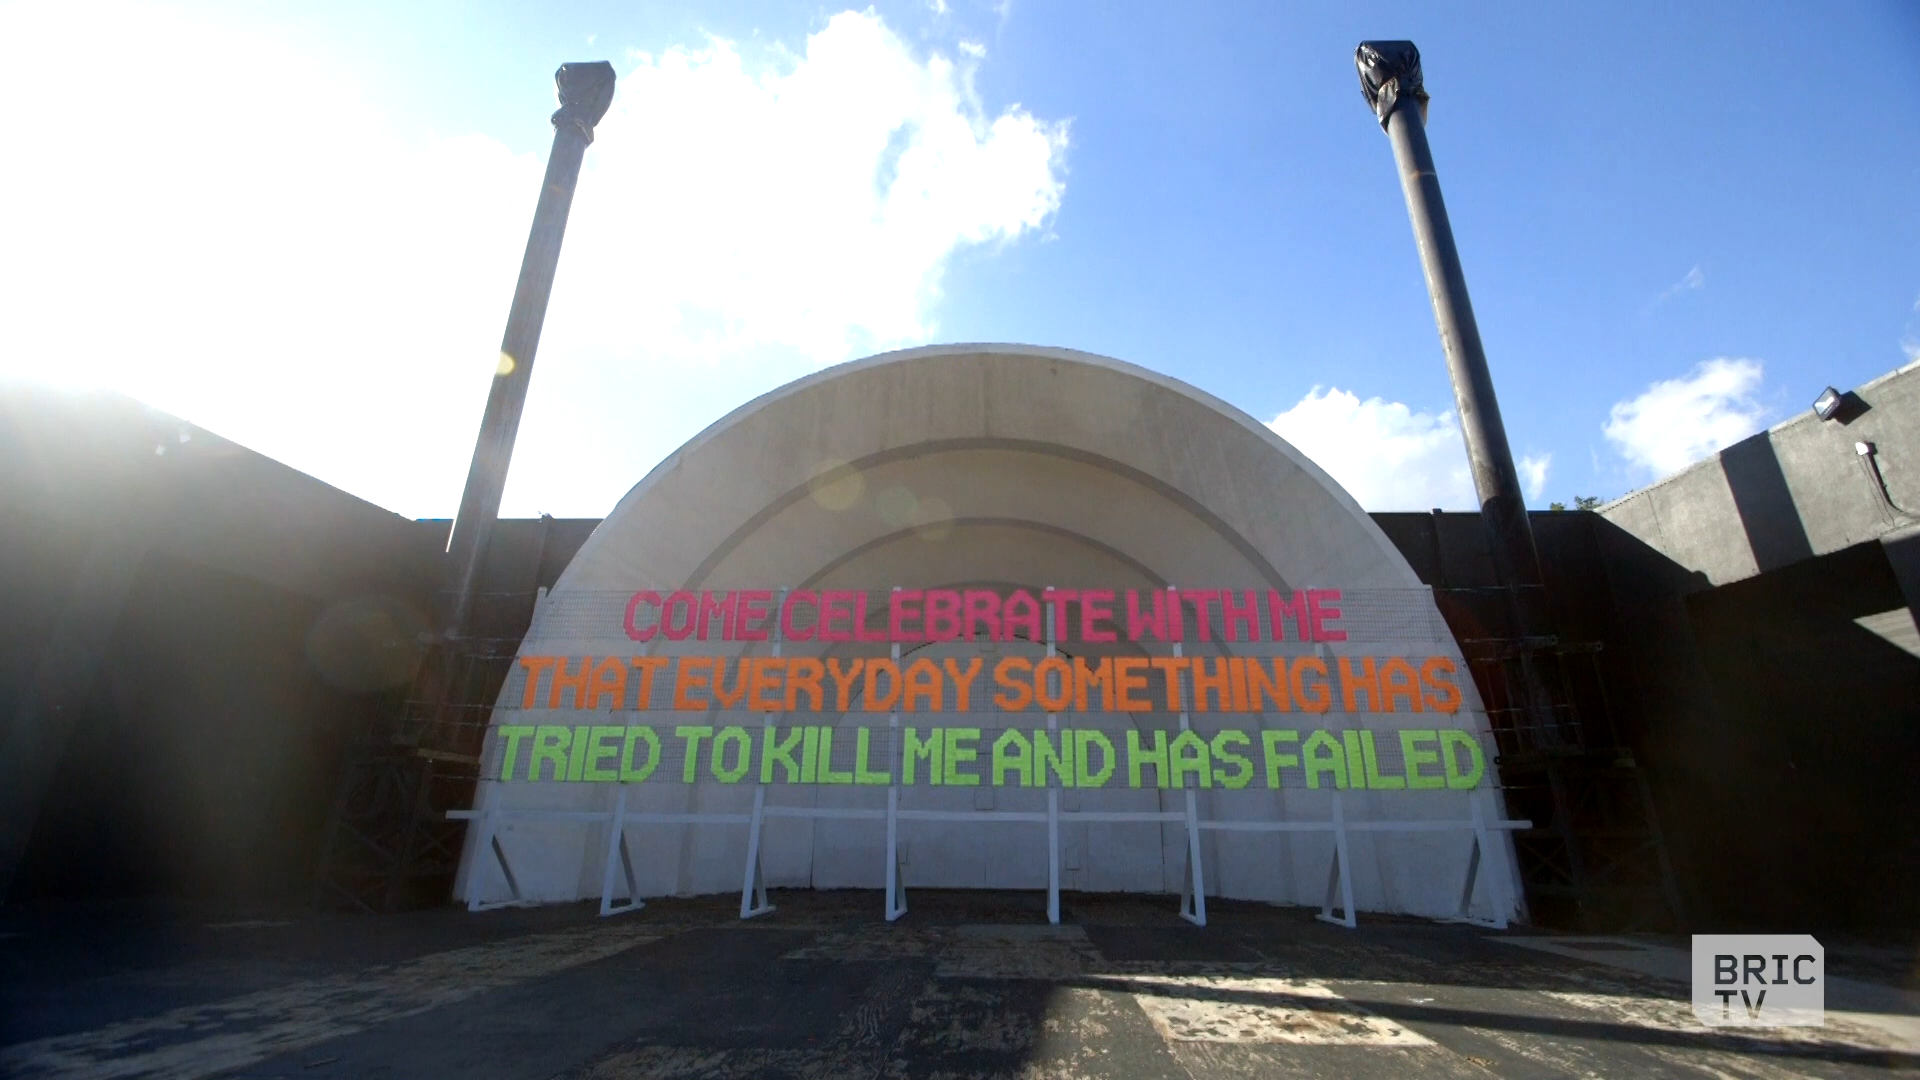 COME CELEBRATE WITH ME
THAT EVERYDAY SOMETHING HAS
TRIED TO KILL ME AND HAS FAILED
BRIC
TV